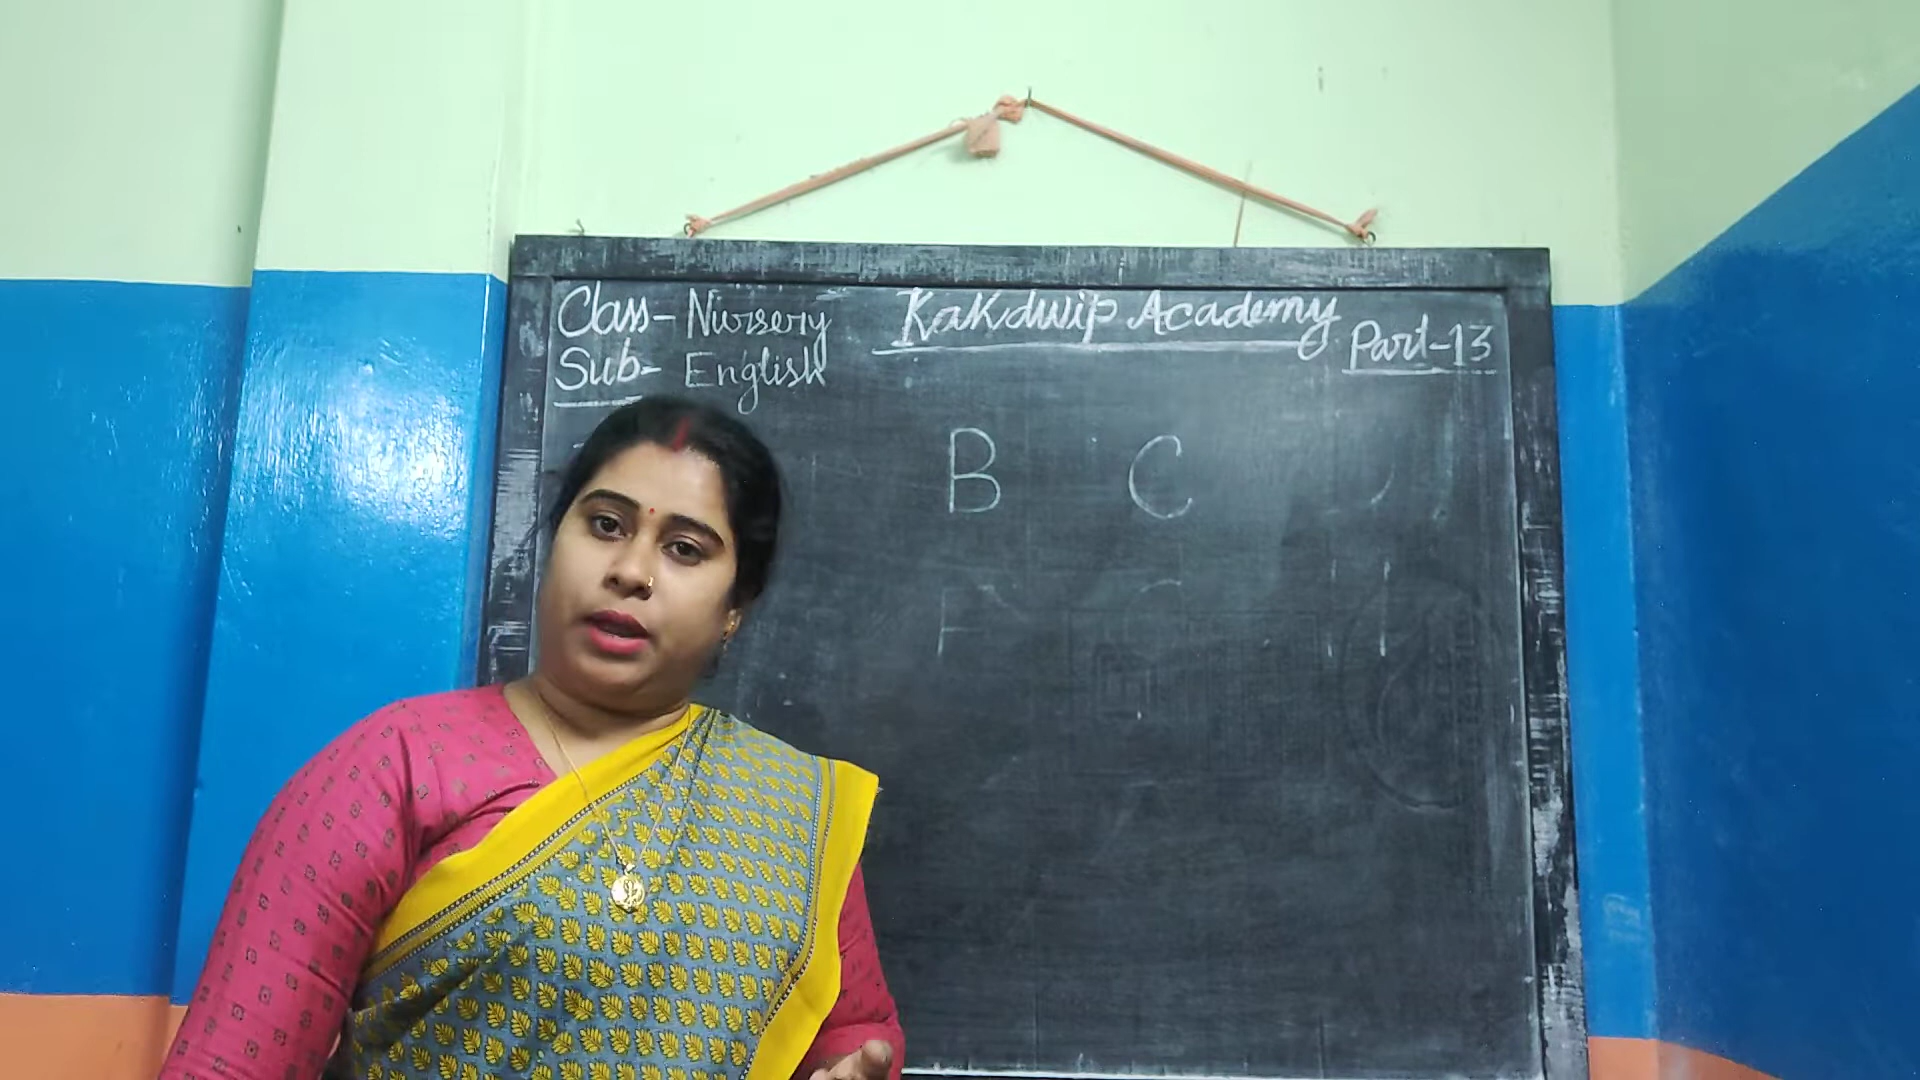 Class- Nursery
Kakdwip Academy
Part-13
Sub- English
B C